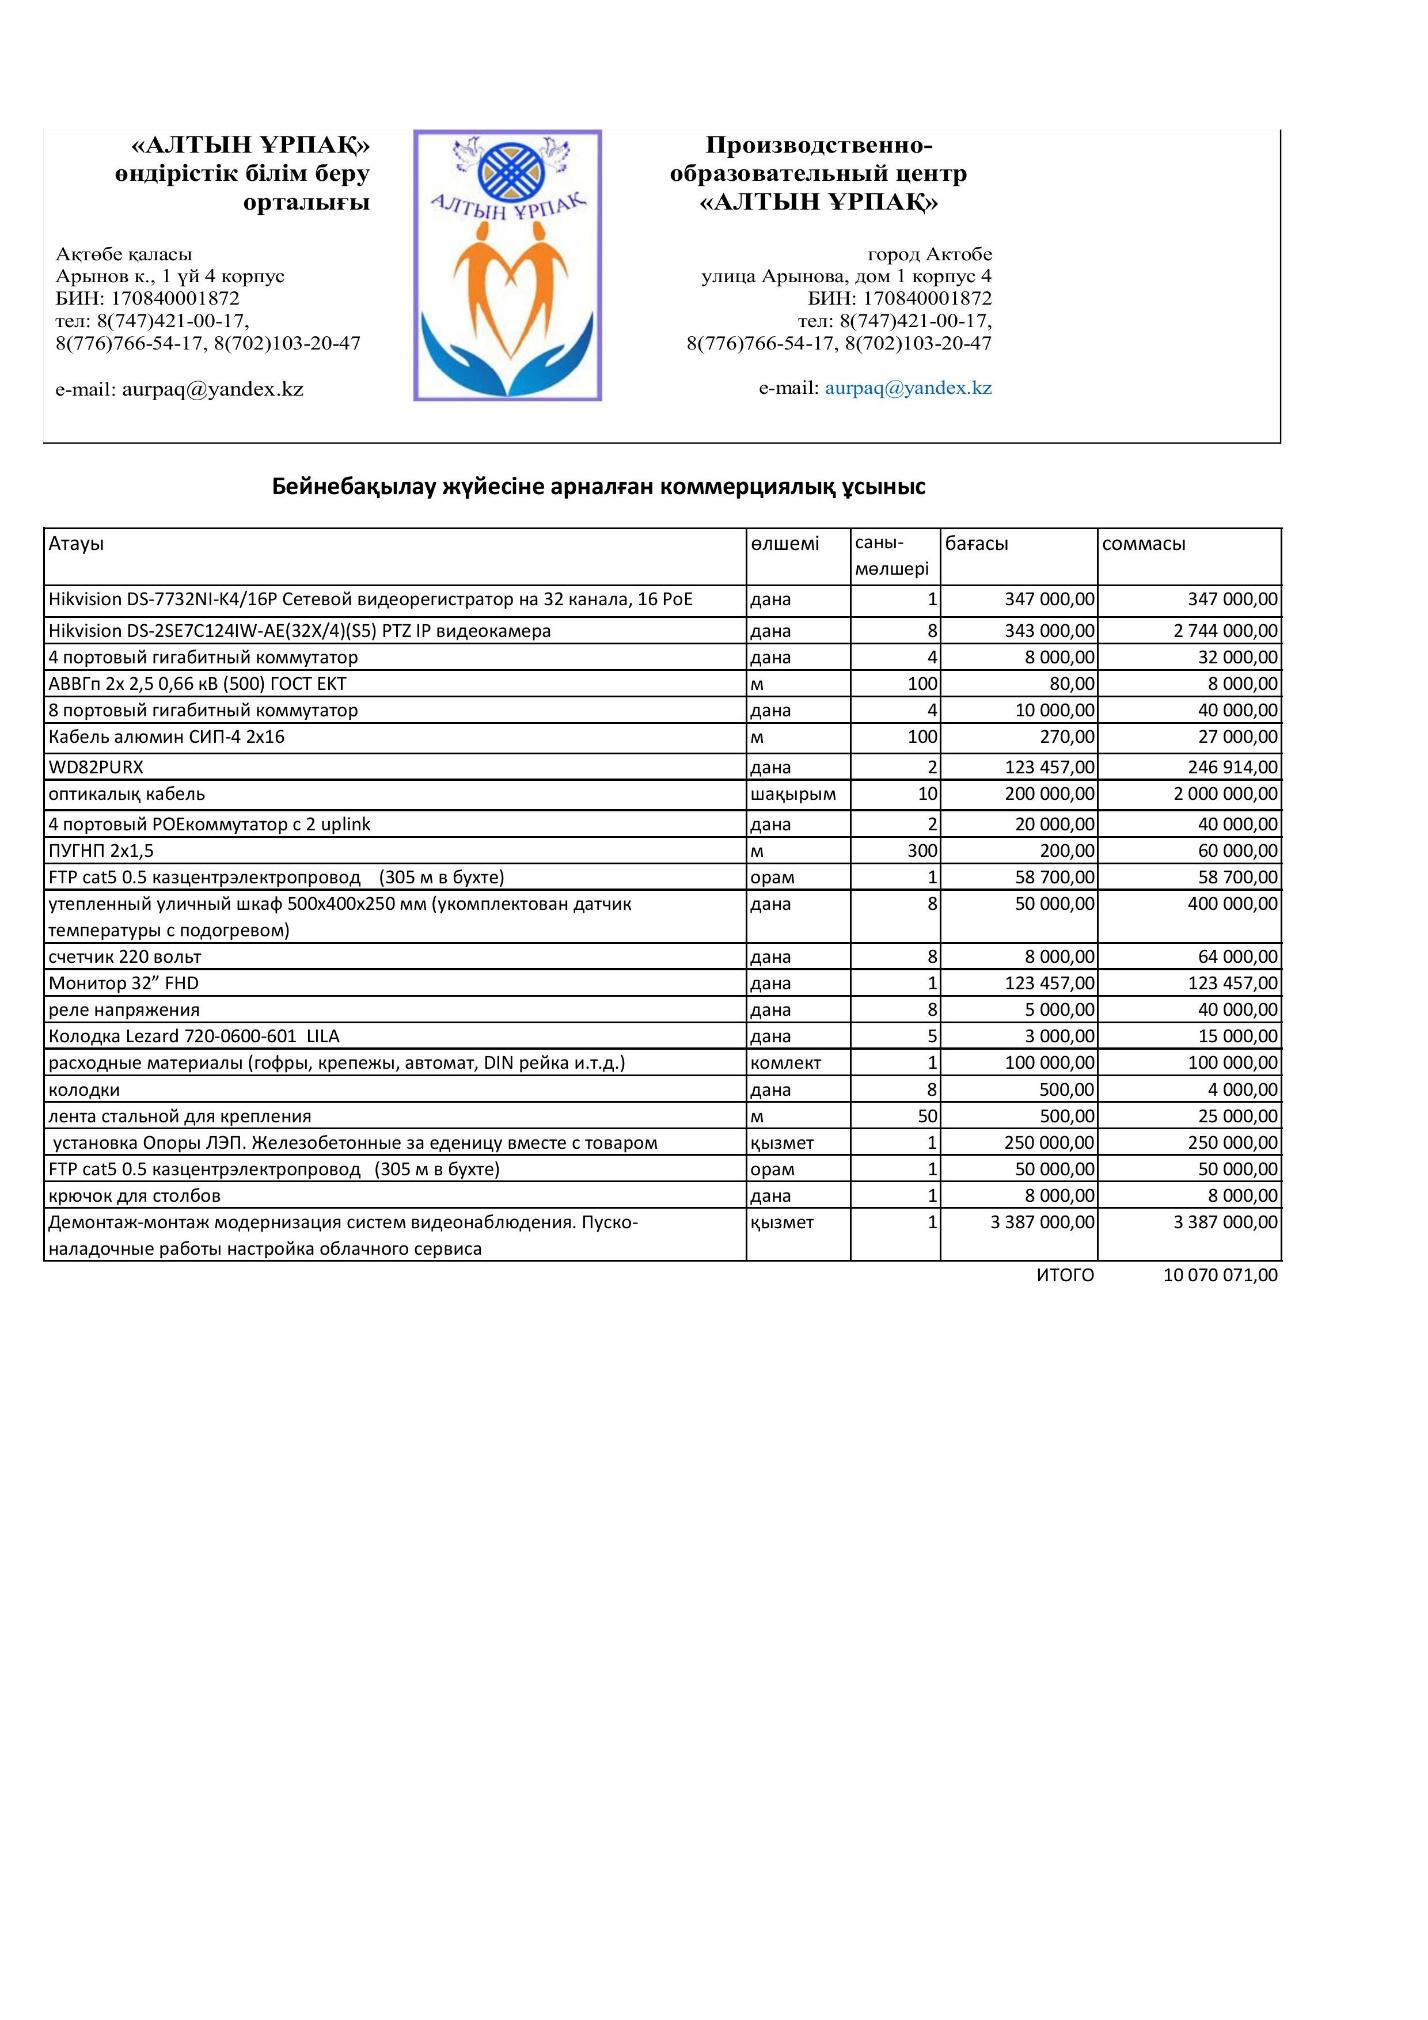 «АЛТЫН ҰРПАҚ»
өндірістік білім беру
орталығы
Ақтөбе қаласы
Арынов к., 1 үй 4 корпус
БИН: 170840001872
тел: 8(747)421-00-17,
8(776)766-54-17, 8(702)103-20-47
e-mail: aurpaq@yandex.kz
АЛТЫН ҰРПАҚ
Производственно-
образовательный центр
«АЛТЫН ҰРПАҚ»
город Актобе
улица Арынова, дом 1 корпус 4
БИН: 170840001872
тел: 8(747)421-00-17,
8(776)766-54-17, 8(702)103-20-47
e-mail: aurpaq@yandex.kz
Бейнебақылау жүйесіне арналған коммерциялық ұсыныс
Атауы өлшемі саны- бағасы соммасы
мөлшері
Hikvision DS-7732NI-K4/16P Сетевой видеорегистратор на 32 канала, 16 PoE дана 1 347 000,00 347 000,00
Hikvision DS-2SE7C124IW-AE(32X/4)(S5) PTZ IP видеокамера дана 8 343 000,00 2 744 000,00
4 портовый гигабитный коммутатор дана 4 8 000,00 32 000,00
АВВГп 2х 2,5 0,66 кВ (500) ГОСТ EKT м 100 80,00 8 000,00
8 портовый гигабитный коммутатор дана 4 10 000,00 40 000,00
Кабель алюмин СИП-4 2х16 м 100 270,00 27 000,00
WD82PURX дана 2 123 457,00 246 914,00
оптикалық кабель шақырым 10 200 000,00 2 000 000,00
4 портовый POEкоммутатор с 2 uplink дана 2 20 000,00 40 000,00
ПУГНП 2х1,5 м 300 200,00 60 000,00
FTP cat5 0.5 казцентрэлектропровод (305 м в бухте) орам 1 58 700,00 58 700,00
утепленный уличный шкаф 500х400х250 мм (укомплектован датчик дана 8 50 000,00 400 000,00
температуры с подогревом)
счетчик 220 вольт дана 8 8 000,00 64 000,00
Монитор 32” FHD дана 1 123 457,00 123 457,00
реле напряжения дана 8 5 000,00 40 000,00
Колодка Lezard 720-0600-601 LILA дана 5 3 000,00 15 000,00
расходные материалы (гофры, крепежы, автомат, DIN рейка и.т.д.) комлект 1 100 000,00 100 000,00
колодки дана 8 500,00 4 000,00
лента стальной для крепления м 50 500,00 25 000,00
установка Опоры ЛЭП. Железобетонные за еденицу вместе с товаром қызмет 1 250 000,00 250 000,00
FTP cat5 0.5 казцентрэлектропровод (305 м в бухте) орам 1 50 000,00 50 000,00
крючок для столбов дана 1 8 000,00 8 000,00
Демонтаж-монтаж модернизация систем видеонаблюдения. Пуско- қызмет 1 3 387 000,00 3 387 000,00
наладочные работы настройка облачного сервиса
ИТОГО 10 070 071,00